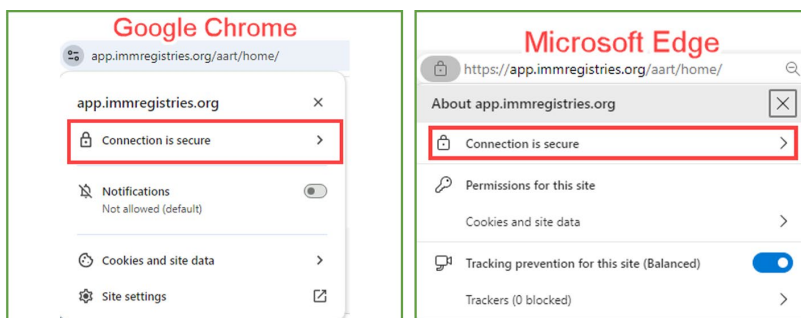 Google Chrome
app.immregistries.org/aart/home/
app.immregistries.org
Connection is secure
Notifications
Not allowed (default)
Cookies and site data
Site settings
Microsoft Edge
https://app.immregistries.org/aart/home/
About app.immregistries.org
Connection is secure
Permissions for this site
Cookies and site data
Tracking prevention for this site (Balanced)
Trackers (0 blocked)